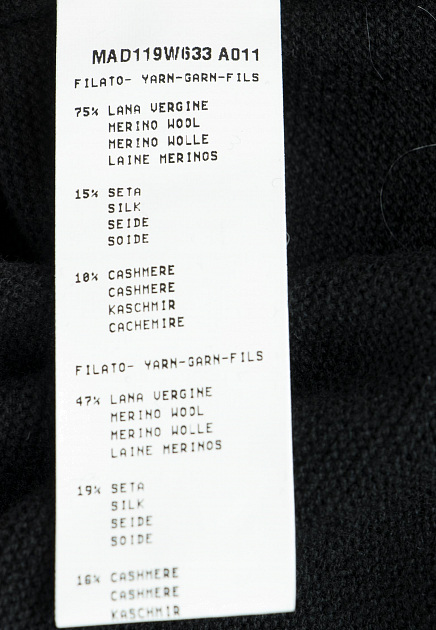 MAD119W633 A011
FILATO- YARN-GARN-FILS
75% LANA VERGINE
MERINO WOOL
MERINO WOLLE
LAINE MERINOS
15% SETA
SILK
SEIDE
SOIDE
10% CASHMERE
CASHMERE
KASCHMIR
CACHEMIRE
FILATO- YARN-GARN-FILS
47% LANA VERGINE
MERINO WOOL
MERINO WOLLE
LAINE MERINOS
19% SETA
SILK
SEIDE
SOIDE
16% CASHMERE
CASHMERE
KASCHMIR